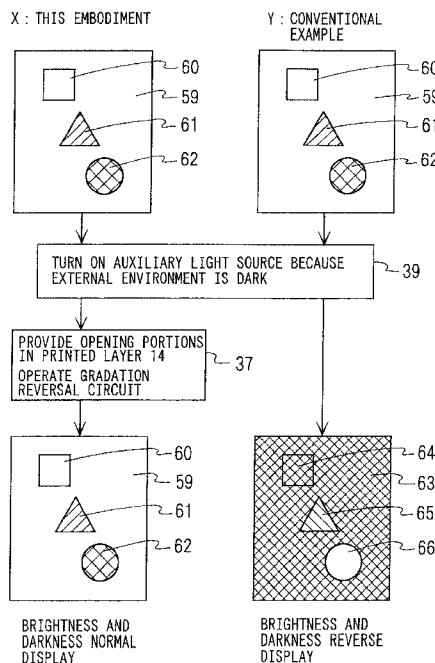 X : THIS EMBODIMENT
Y : CONVENTIONAL
EXAMPLE
60
59
61
62
60
59
61
62
TURN ON AUXILIARY LIGHT SOURCE BECAUSE
EXTERNAL ENVIRONMENT IS DARK
39
PROVIDE OPENING PORTIONS
IN PRINTED LAYER 14
OPERATE GRADATION
REVERSAL CIRCUIT
37
60
59
61
62
64
63
65
66
BRIGHTNESS AND
DARKNESS NORMAL
DISPLAY
BRIGHTNESS AND
DARKNESS REVERSE
DISPLAY